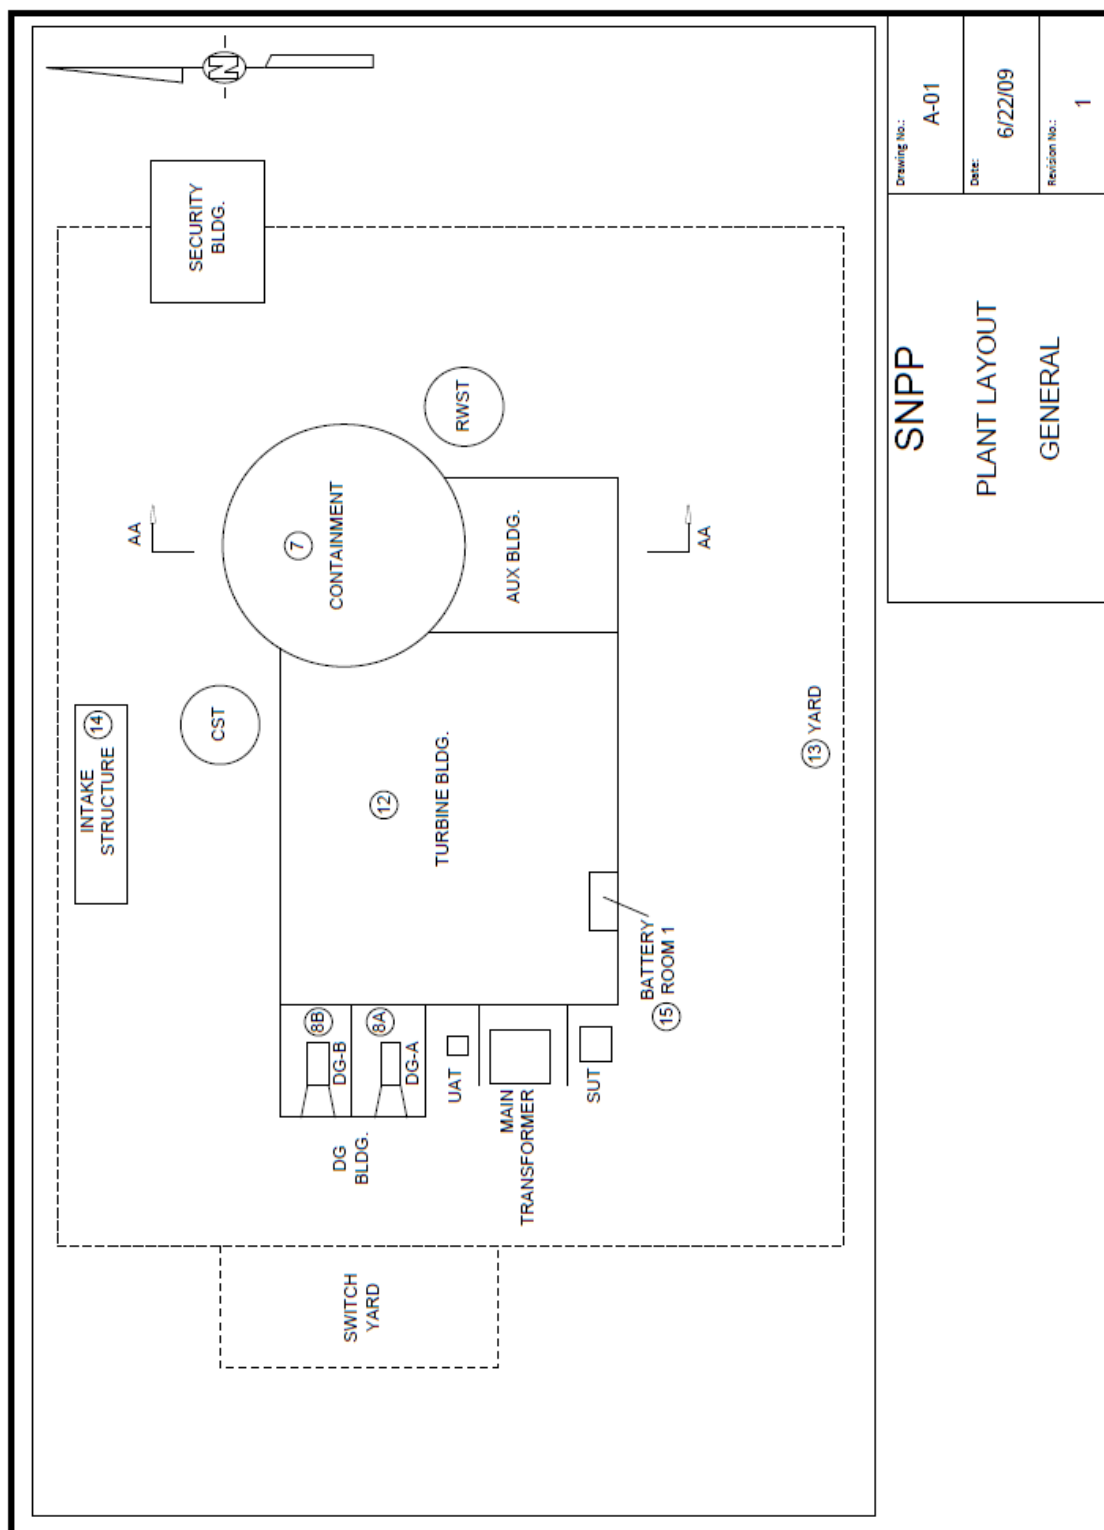 N
SECURITY
BLDG.
AA
INTAKE
STRUCTURE 14
CST
7
CONTAINMENT
RWST
AUX BLDG.
AA
12
TURBINE BLDG.
13 YARD
BATTERY
15 ROOM 1
8B
DG-B
8A
DG-A
DG
BLDG.
UAT
MAIN
TRANSFORMER
SUT
SWITCH
YARD
SNPP
PLANT LAYOUT
GENERAL
Drawing No.:
A-01
Date:
6/22/09
Revision No.:
1